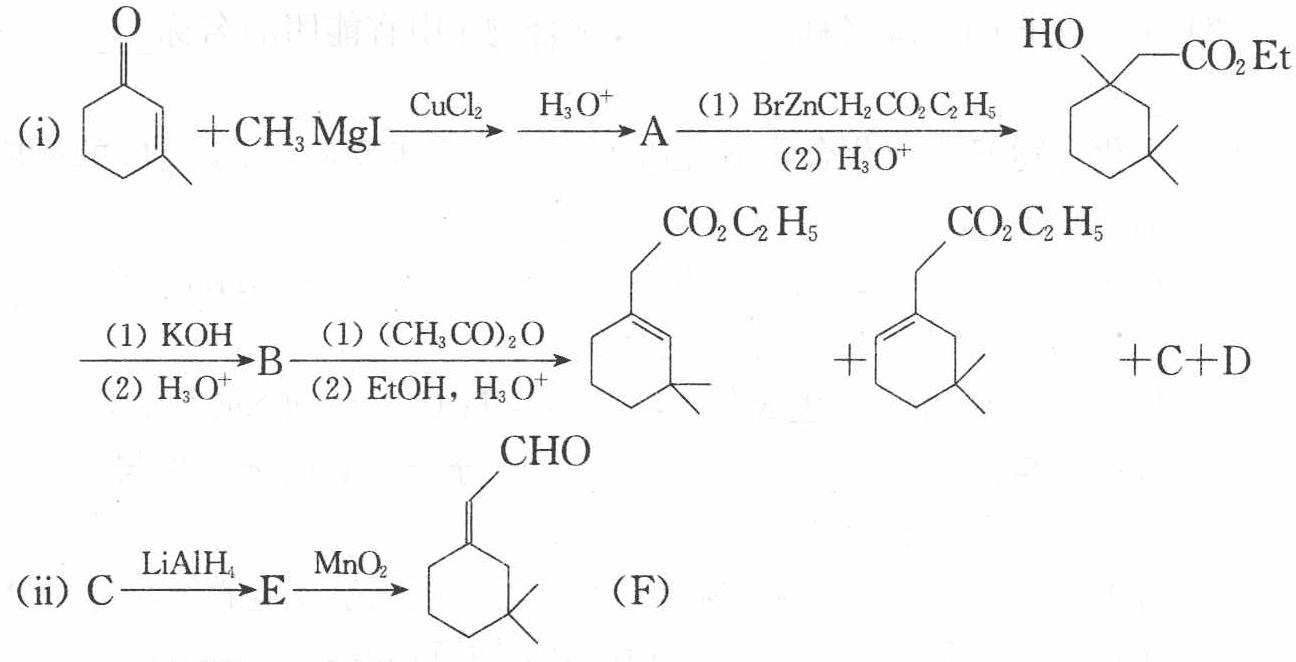 O
HO
CO₂Et
(i) +CH₃MgI CuCl₂ H₃O⁺ A (1) BrZnCH₂CO₂C₂H₅
(2) H₃O⁺
CO₂C₂H₅ CO₂C₂H₅
(1) KOH B (1) (CH₃CO)₂O + +C+D
(2) H₃O⁺ (2) EtOH, H₃O⁺
CHO
(ii) C LiAlH₄ E MnO₂ (F)